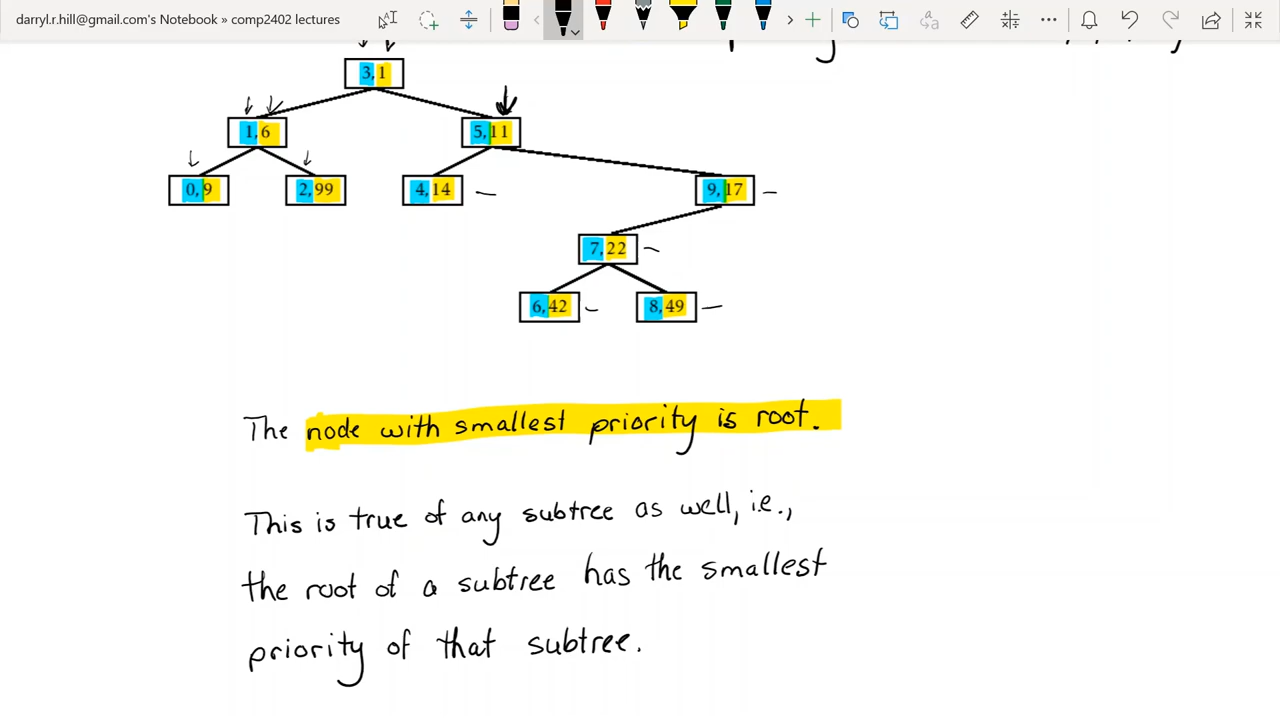 darryl.r.hill@gmail.com's Notebook » comp2402 lectures
3, 1
1, 6
5, 11
0, 9
2, 99
4, 14
9, 17
7, 22
6, 42
8, 49
The node with smallest priority is root.
This is true of any subtree as well, i.e.,
the root of a subtree has the smallest
priority of that subtree.